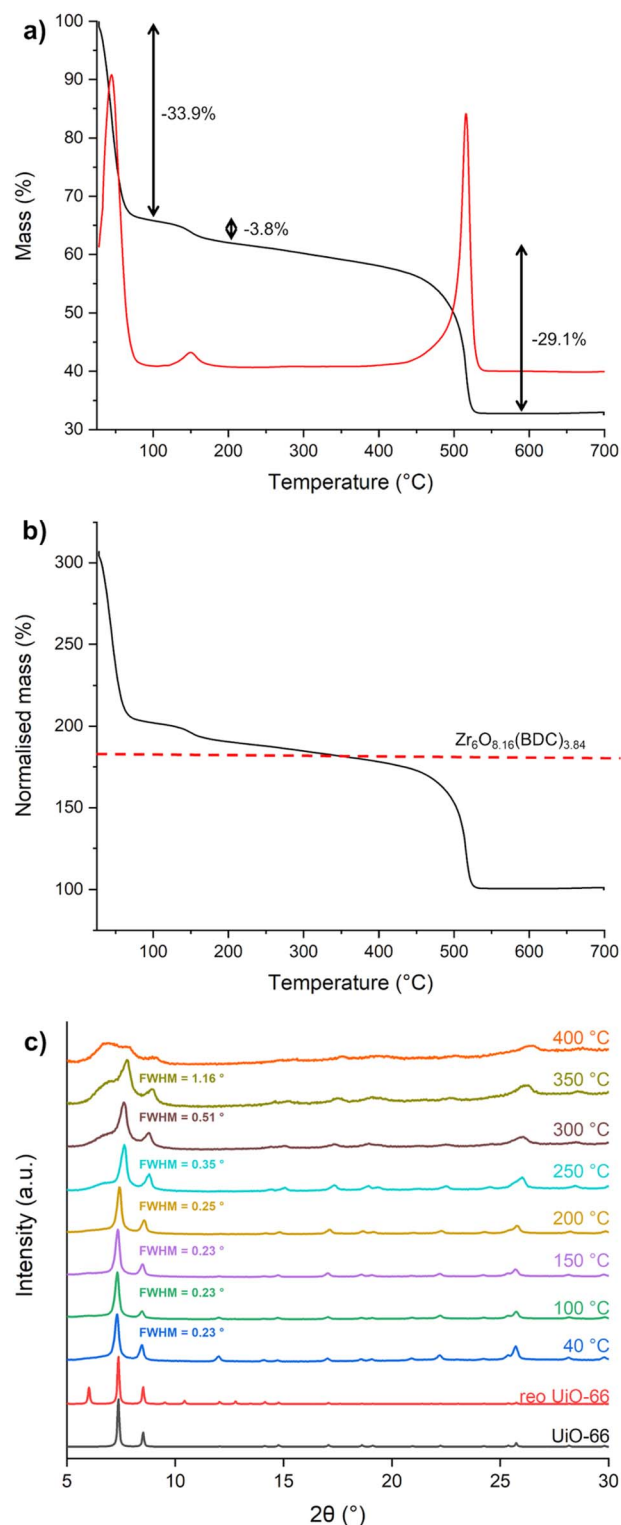 a)
100
90
80
70
60
50
40
30
Mass (%)
-33.9%
-3.8%
-29.1%
100 200 300 400 500 600 700
Temperature (°C)
b)
300
250
200
150
100
Normalised mass (%)
Zr₆O₈.₁₆(BDC)₃.₈₄
100 200 300 400 500 600 700
Temperature (°C)
c)
Intensity (a.u.)
400 °C
FWHM = 1.16 ° 350 °C
FWHM = 0.51 ° 300 °C
FWHM = 0.35 ° 250 °C
FWHM = 0.25 ° 200 °C
FWHM = 0.23 ° 150 °C
FWHM = 0.23 ° 100 °C
FWHM = 0.23 ° 40 °C
reo UiO-66
UiO-66
5 10 15 20 25 30
2θ (°)